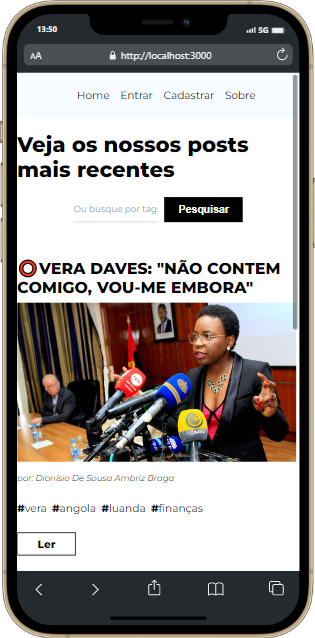 13:50
5G
AA
http://localhost:3000
Home Entrar Cadastrar Sobre
Veja os nossos posts
mais recentes
Ou busque por tag:
Pesquisar
VERA DAVES: "NÃO CONTEM
COMIGO, VOU-ME EMBORA"
por: Dionísio De Sousa Ambriz Braga
#vera #angola #luanda #finanças
Ler